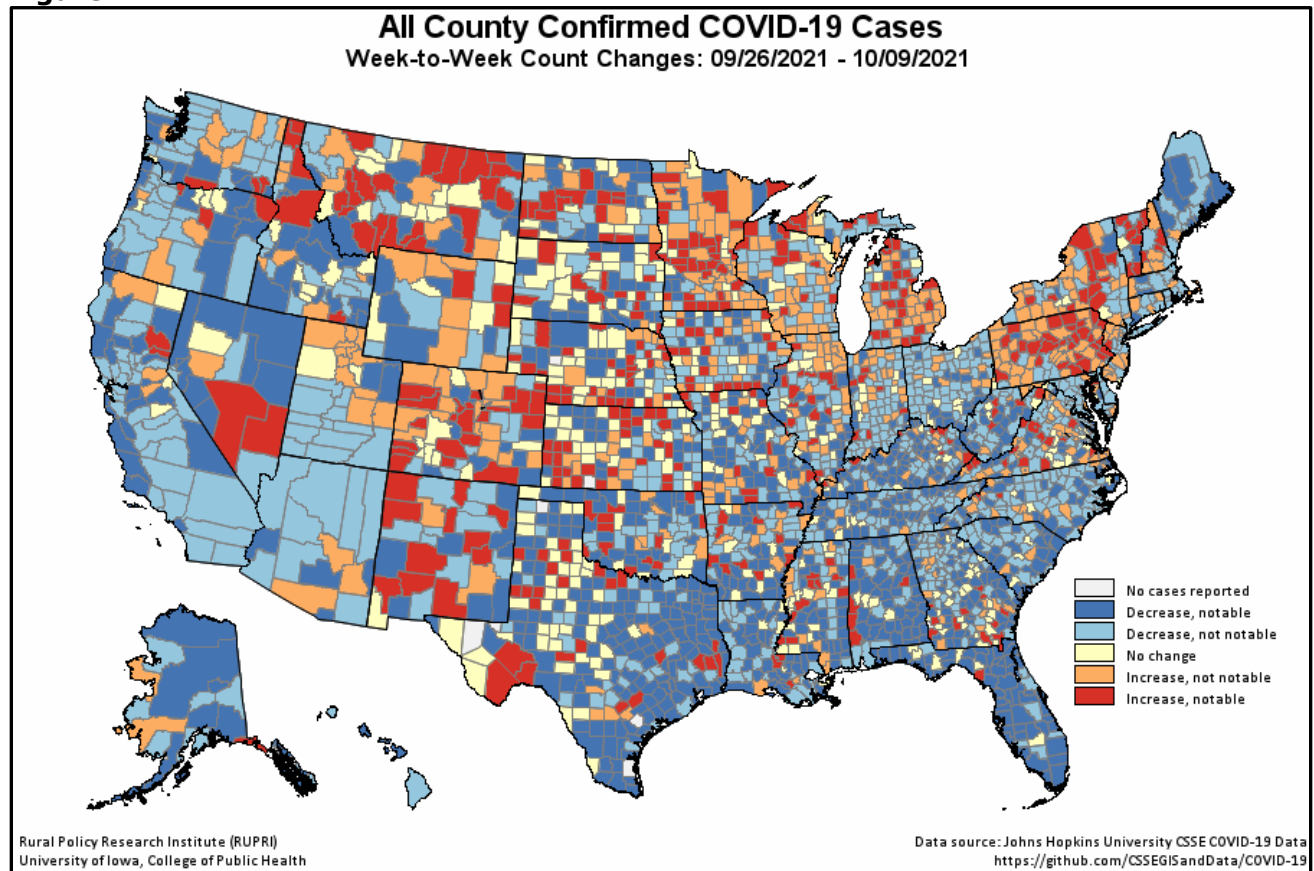 All County Confirmed COVID-19 Cases
Week-to-Week Count Changes: 09/26/2021 - 10/09/2021
No cases reported
Decrease, notable
Decrease, not notable
No change
Increase, not notable
Increase, notable
Rural Policy Research Institute (RUPRI)
University of Iowa, College of Public Health
Data source: Johns Hopkins University CSSE COVID-19 Data
https://github.com/CSSEGISandData/COVID-19